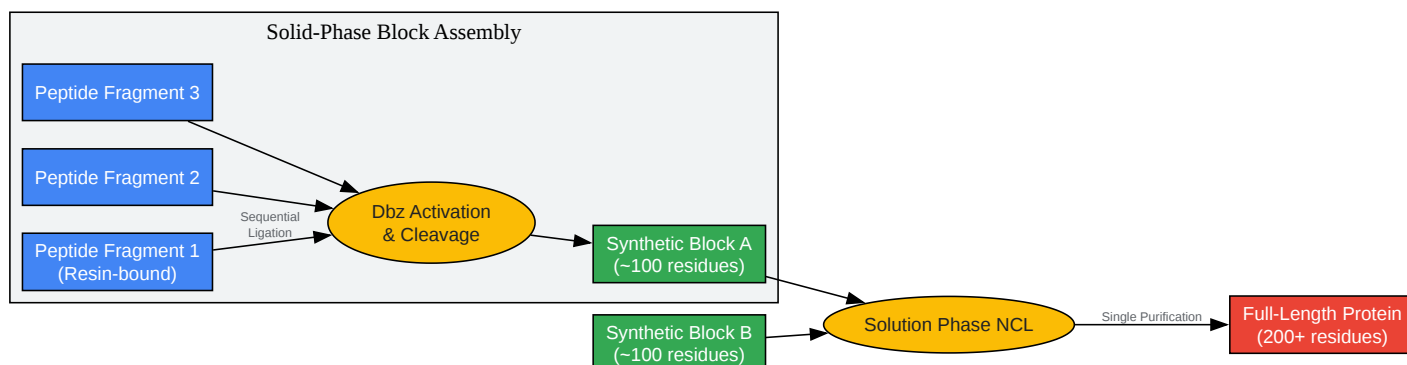 Solid-Phase Block Assembly
Peptide Fragment 3
Peptide Fragment 2
Peptide Fragment 1
(Resin-bound)
Sequential
Ligation
Dbz Activation
& Cleavage
Synthetic Block A
(~100 residues)
Synthetic Block B
(~100 residues)
Solution Phase NCL
Single Purification
Full-Length Protein
(200+ residues)